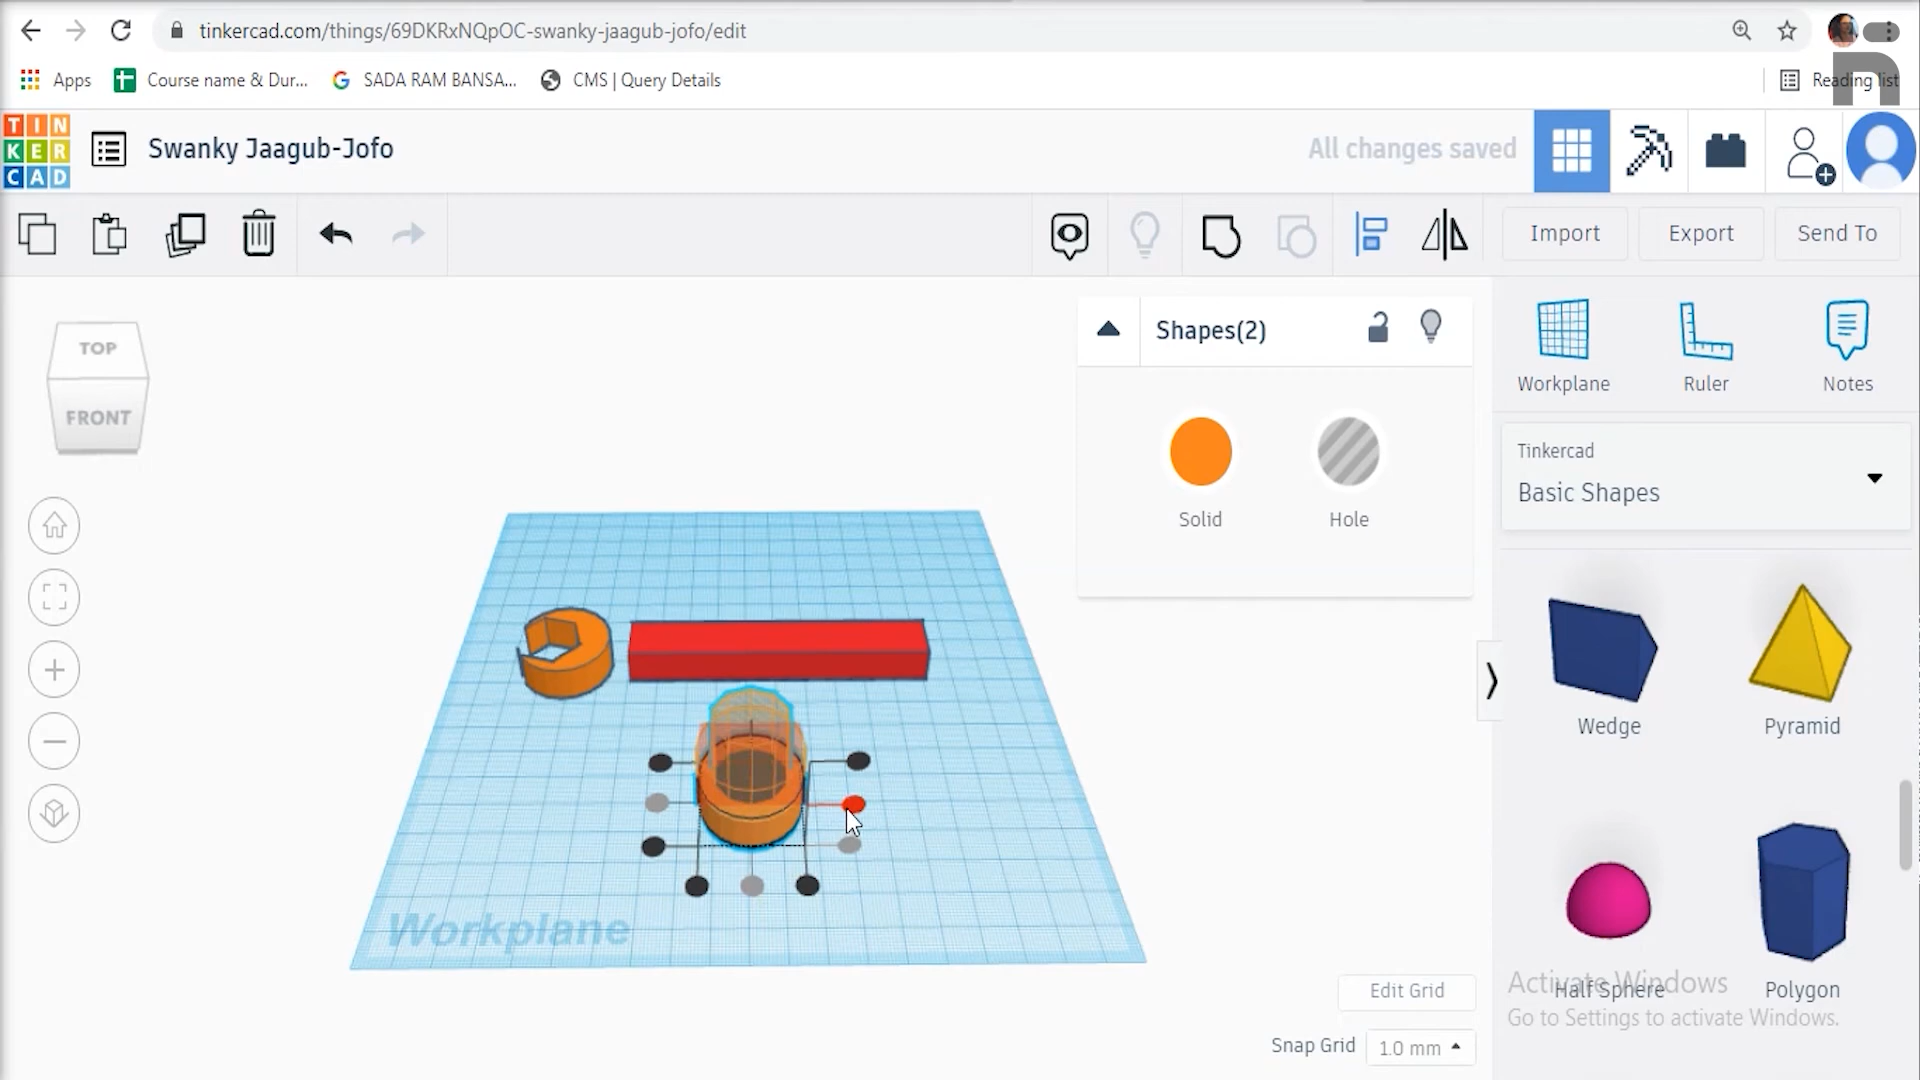 tinkercad.com/things/69DKRxNQpOC-swanky-jaagub-jofo/edit
Apps
Course name & Dur...
SADA RAM BANSA...
CMS | Query Details
Reading list
n
TIN
KER
CAD
Swanky Jaagub-Jofo
All changes saved
Import
Export
Send To
TOP
FRONT
Shapes(2)
Solid
Hole
Workplane
Ruler
Notes
Tinkercad
Basic Shapes
Wedge
Pyramid
Half Sphere
Polygon
Workplane
Edit Grid
Snap Grid
1.0 mm
Activate Windows
Go to Settings to activate Windows.